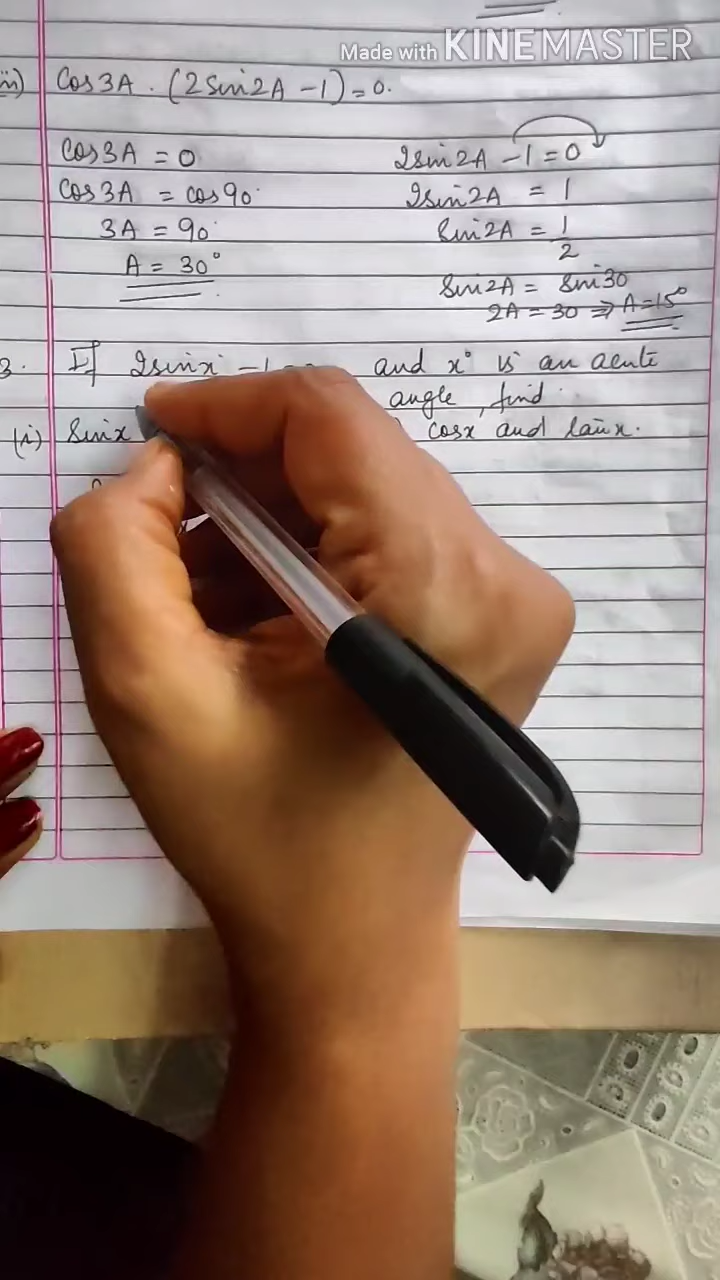 Made with KINEMASTER
iii) Cos3A . (2Sin2A - 1) = 0.
Cos3A = 0
Cos3A = cos90°
3A = 90°
A = 30°
2sin2A - 1 = 0
2sin2A = 1
Sin2A = 1/2
Sin2A = Sin30
2A = 30 ⇒ A=15°
3. If 2sinx° - 1 and x° is an acute
angle, find
(i) Sinx cosx and tanx.